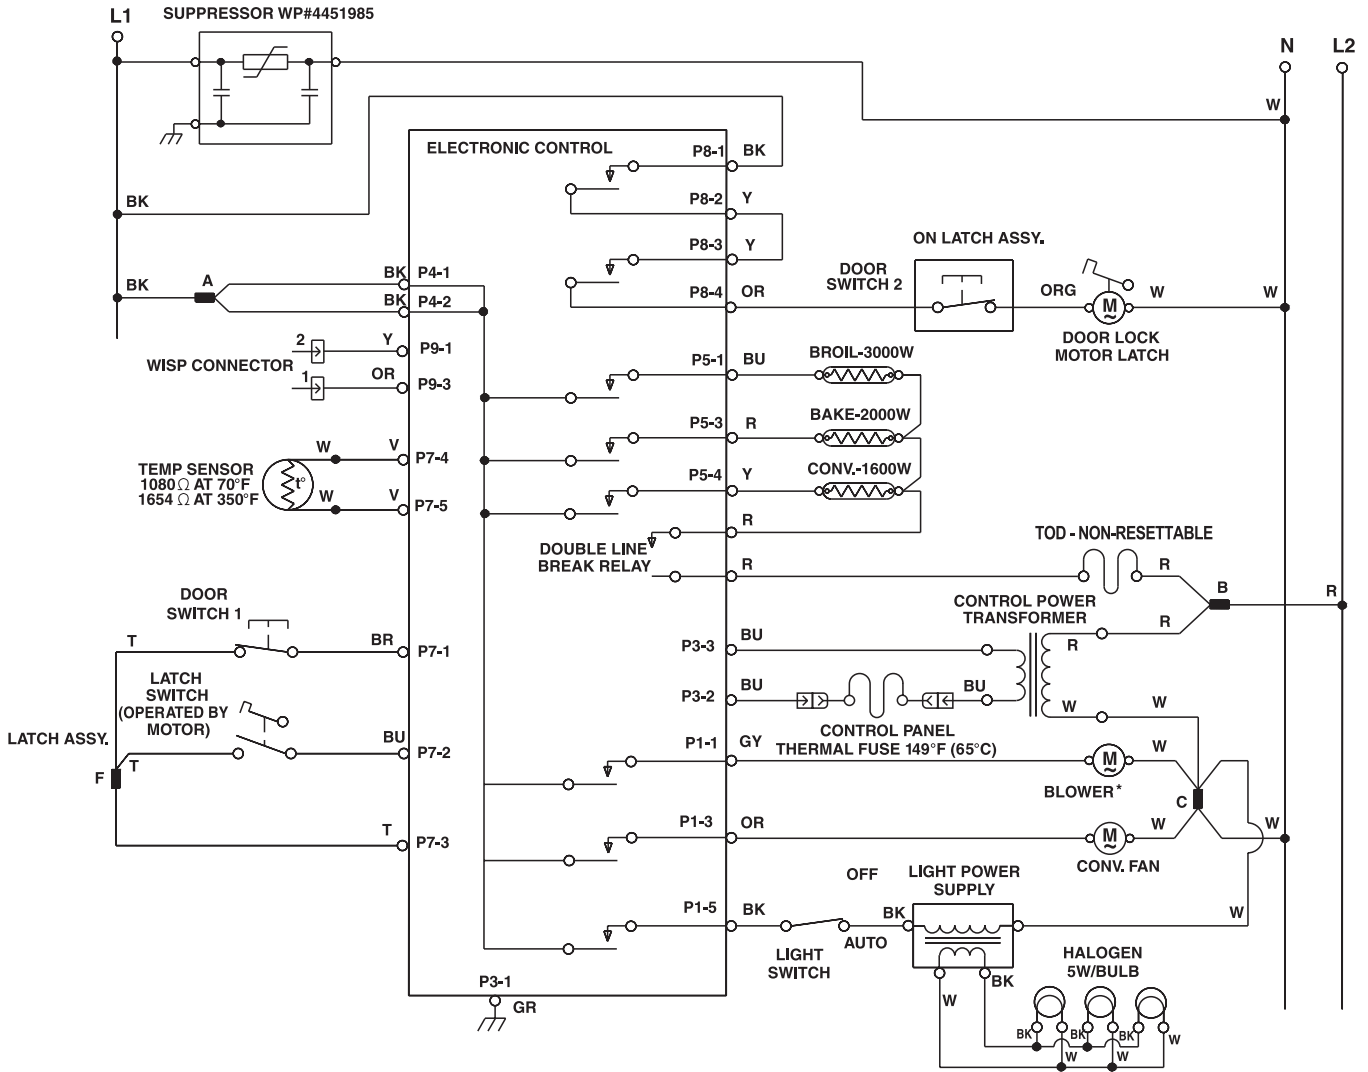 L1
SUPPRESSOR WP#4451985
N
L2
W
ELECTRONIC CONTROL
P8-1
BK
BK
P8-2
Y
P8-3
Y
ON LATCH ASSY.
BK
A
BK
P4-1
BK
P4-2
P8-4
OR
DOOR
SWITCH 2
ORG
M
~
W
W
DOOR LOCK
MOTOR LATCH
WISP CONNECTOR
2
Y
P9-1
1
OR
P9-3
P5-1
BU
BROIL-3000W
P5-3
R
BAKE-2000W
P5-4
Y
CONV.-1600W
TEMP SENSOR
1080 Ω AT 70°F
1654 Ω AT 350°F
t°
W
V
P7-4
W
V
P7-5
R
DOUBLE LINE
BREAK RELAY
R
TOD - NON-RESETTABLE
R
B
R
CONTROL POWER
TRANSFORMER
R
R
DOOR
SWITCH 1
T
BR
P7-1
P3-3
BU
LATCH
SWITCH
(OPERATED BY
MOTOR)
P3-2
BU
BU
W
W
CONTROL PANEL
THERMAL FUSE 149°F (65°C)
LATCH ASSY.
F
T
BU
P7-2
P1-1
GY
M
~
W
BLOWER*
C
T
P7-3
P1-3
OR
M
~
W
W
CONV. FAN
OFF
LIGHT POWER
SUPPLY
P1-5
BK
AUTO
BK
W
LIGHT
SWITCH
HALOGEN
5W/BULB
P3-1
GR
W
BK
BK
W
BK
W
BK
W